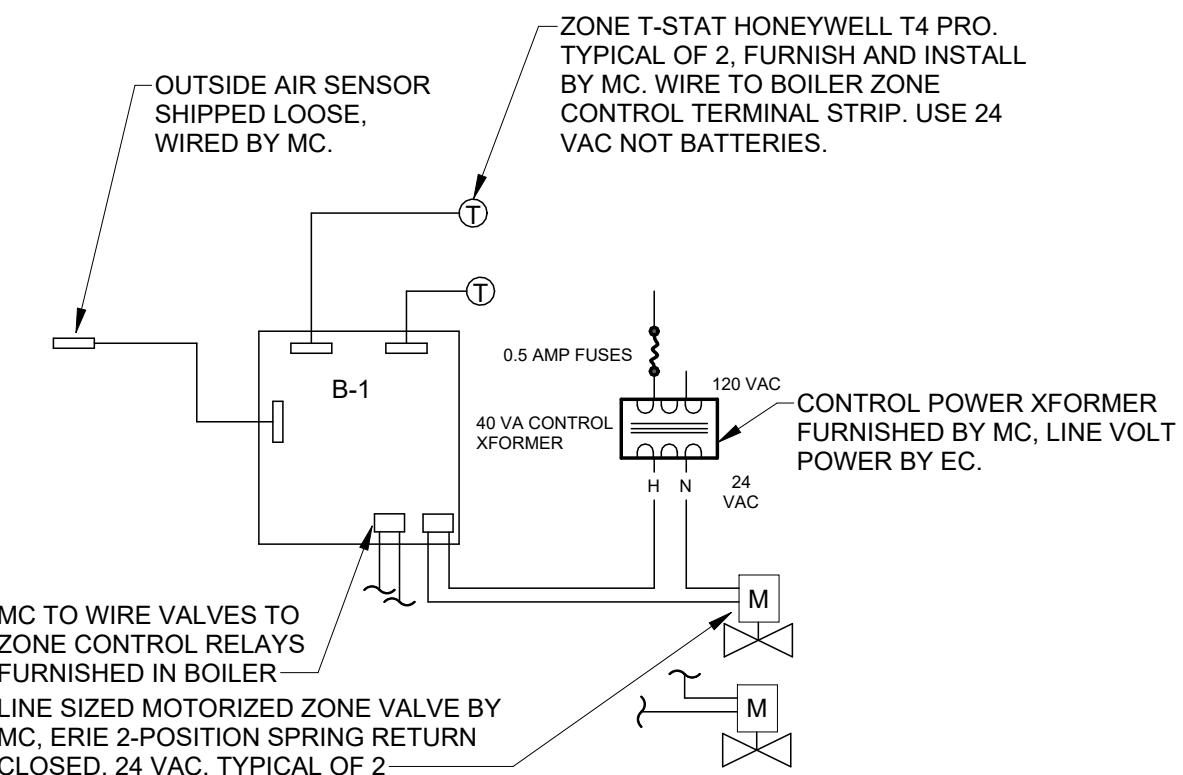 ZONE T-STAT HONEYWELL T4 PRO.
TYPICAL OF 2, FURNISH AND INSTALL
BY MC. WIRE TO BOILER ZONE
CONTROL TERMINAL STRIP. USE 24
VAC NOT BATTERIES.
OUTSIDE AIR SENSOR
SHIPPED LOOSE,
WIRED BY MC.
T
T
B-1
0.5 AMP FUSES
120 VAC
40 VA CONTROL
XFORMER
CONTROL POWER XFORMER
FURNISHED BY MC, LINE VOLT
POWER BY EC.
H N
24
VAC
M
MC TO WIRE VALVES TO
ZONE CONTROL RELAYS
FURNISHED IN BOILER
M
LINE SIZED MOTORIZED ZONE VALVE BY
MC, ERIE 2-POSITION SPRING RETURN
CLOSED. 24 VAC. TYPICAL OF 2